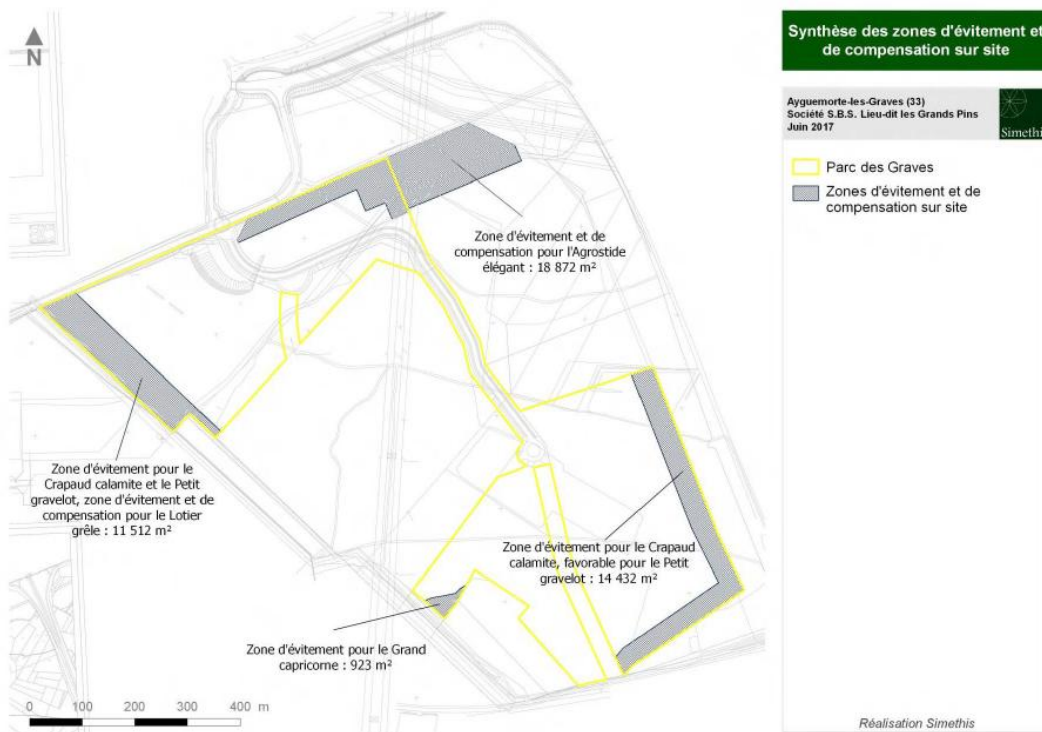 N
Synthèse des zones d'évitement et
de compensation sur site
Ayguemorte-les-Graves (33)
Société S.B.S. Lieu-dit les Grands Pins
Juin 2017
Simethis
Parc des Graves
Zones d'évitement et de
compensation sur site
Zone d'évitement et de
compensation pour l'Agrostide
élégant : 18 872 m²
Zone d'évitement pour le
Crapaud calamite et le Petit
gravelot, zone d'évitement et de
compensation pour le Lotier
grêle : 11 512 m²
Zone d'évitement pour le Crapaud
calamite, favorable pour le Petit
gravelot : 14 432 m²
Zone d'évitement pour le Grand
capricorne : 923 m²
0 100 200 300 400 m
Réalisation Simethis